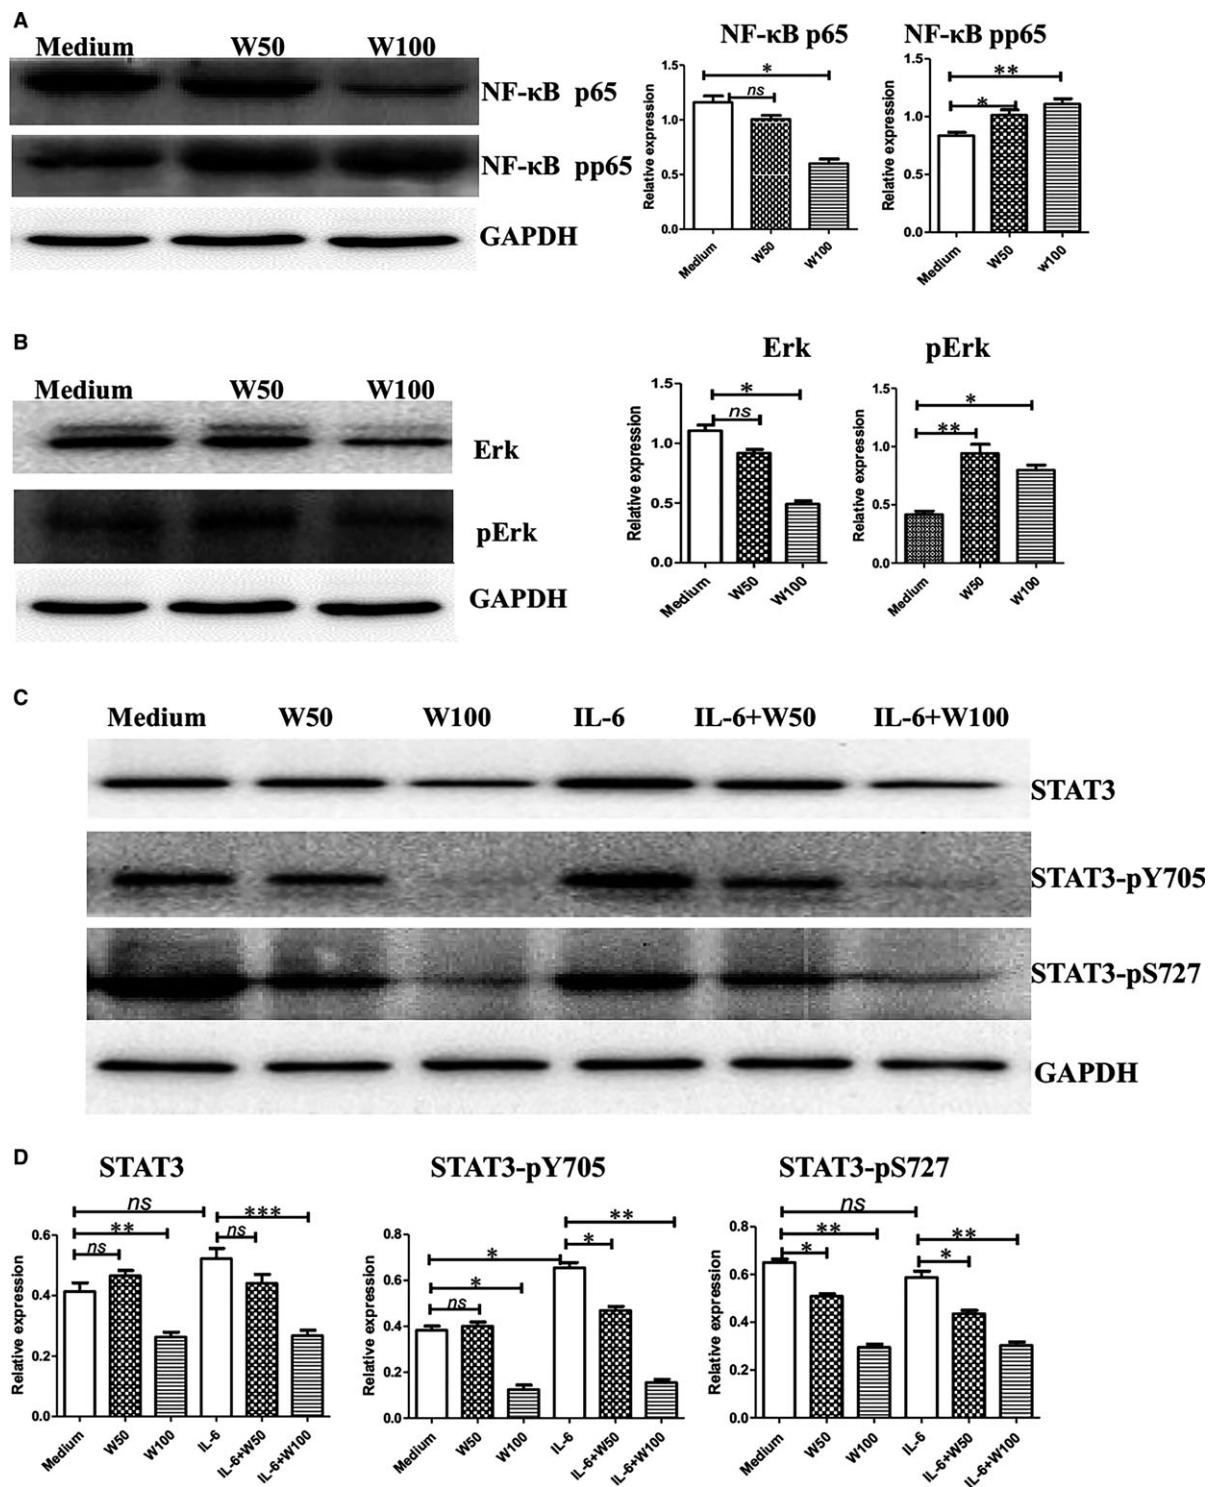 A
Medium W50 W100
NF-κB p65
NF-κB pp65
GAPDH
NF-κB p65
Relative expression
1.5
1.0
0.5
0.0
*
ns
Medium W50 W100
NF-κB pp65
Relative expression
1.5
1.0
0.5
0.0
**
*
Medium W50 w100
B
Medium W50 W100
Erk
pErk
GAPDH
Erk
Relative expression
1.5
1.0
0.5
0.0
*
ns
Medium W50 W100
pErk
Relative expression
1.5
1.0
0.5
0.0
*
**
Medium W50 W100
C
Medium W50 W100 IL-6 IL-6+W50 IL-6+W100
STAT3
STAT3-pY705
STAT3-pS727
GAPDH
D
STAT3
Relative expression
0.6
0.4
0.2
0.0
ns
** ***
ns ns
Medium W50 W100 IL-6 IL-6+W50 IL-6+W100
STAT3-pY705
Relative expression
0.8
0.6
0.4
0.2
0.0
**
* *
*
ns
Medium W50 W100 IL-6 IL-6+W50 IL-6+W100
STAT3-pS727
Relative expression
0.8
0.6
0.4
0.2
0.0
ns
** **
* *
Medium W50 W100 IL-6 IL-6+W50 IL-6+W100